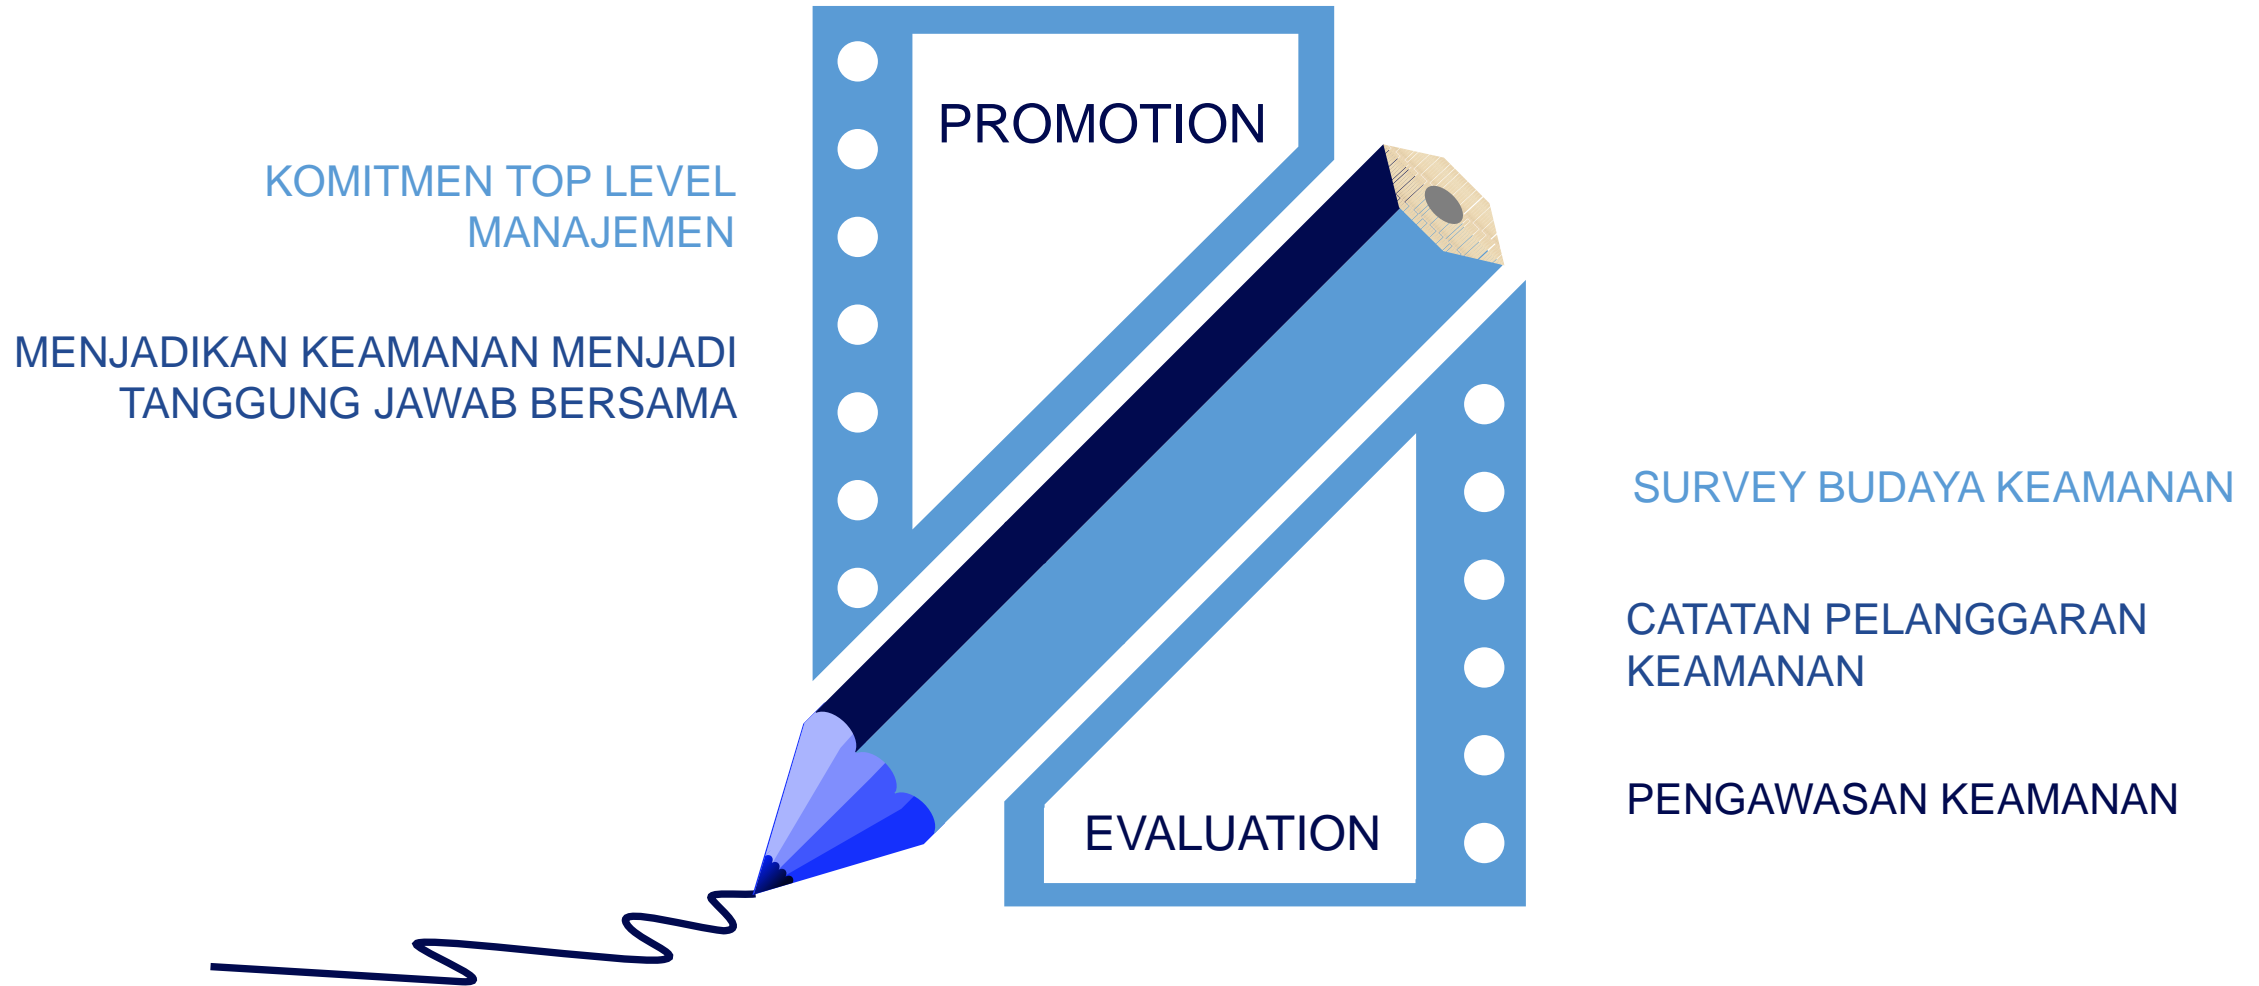 PROMOTION
KOMITMEN TOP LEVEL
MANAJEMEN
MENJADIKAN KEAMANAN MENJADI
TANGGUNG JAWAB BERSAMA
EVALUATION
SURVEY BUDAYA KEAMANAN
CATATAN PELANGGARAN
KEAMANAN
PENGAWASAN KEAMANAN